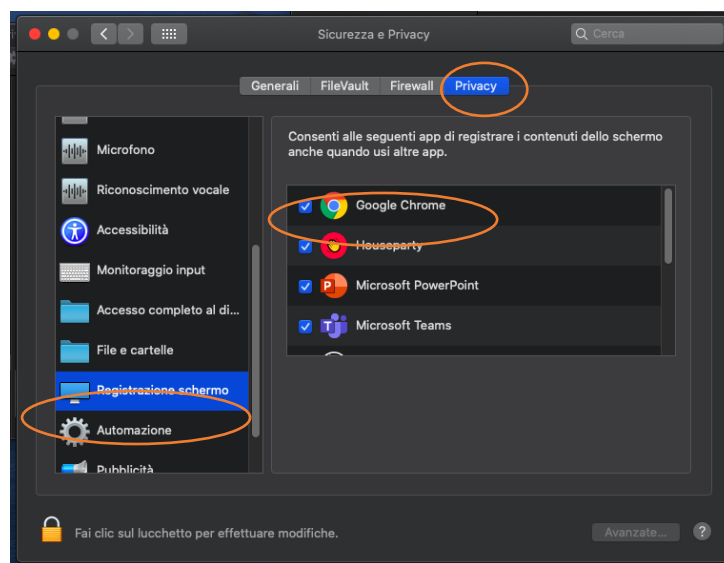 Sicurezza e Privacy
Cerca
Generali FileVault Firewall Privacy
Microfono
Riconoscimento vocale
Accessibilità
Monitoraggio input
Accesso completo al di...
File e cartelle
Registrazione schermo
Automazione
Pubblicità
Consenti alle seguenti app di registrare i contenuti dello schermo
anche quando usi altre app.
Google Chrome
Houseparty
Microsoft PowerPoint
Microsoft Teams
Fai clic sul lucchetto per effettuare modifiche.
Avanzate...
?